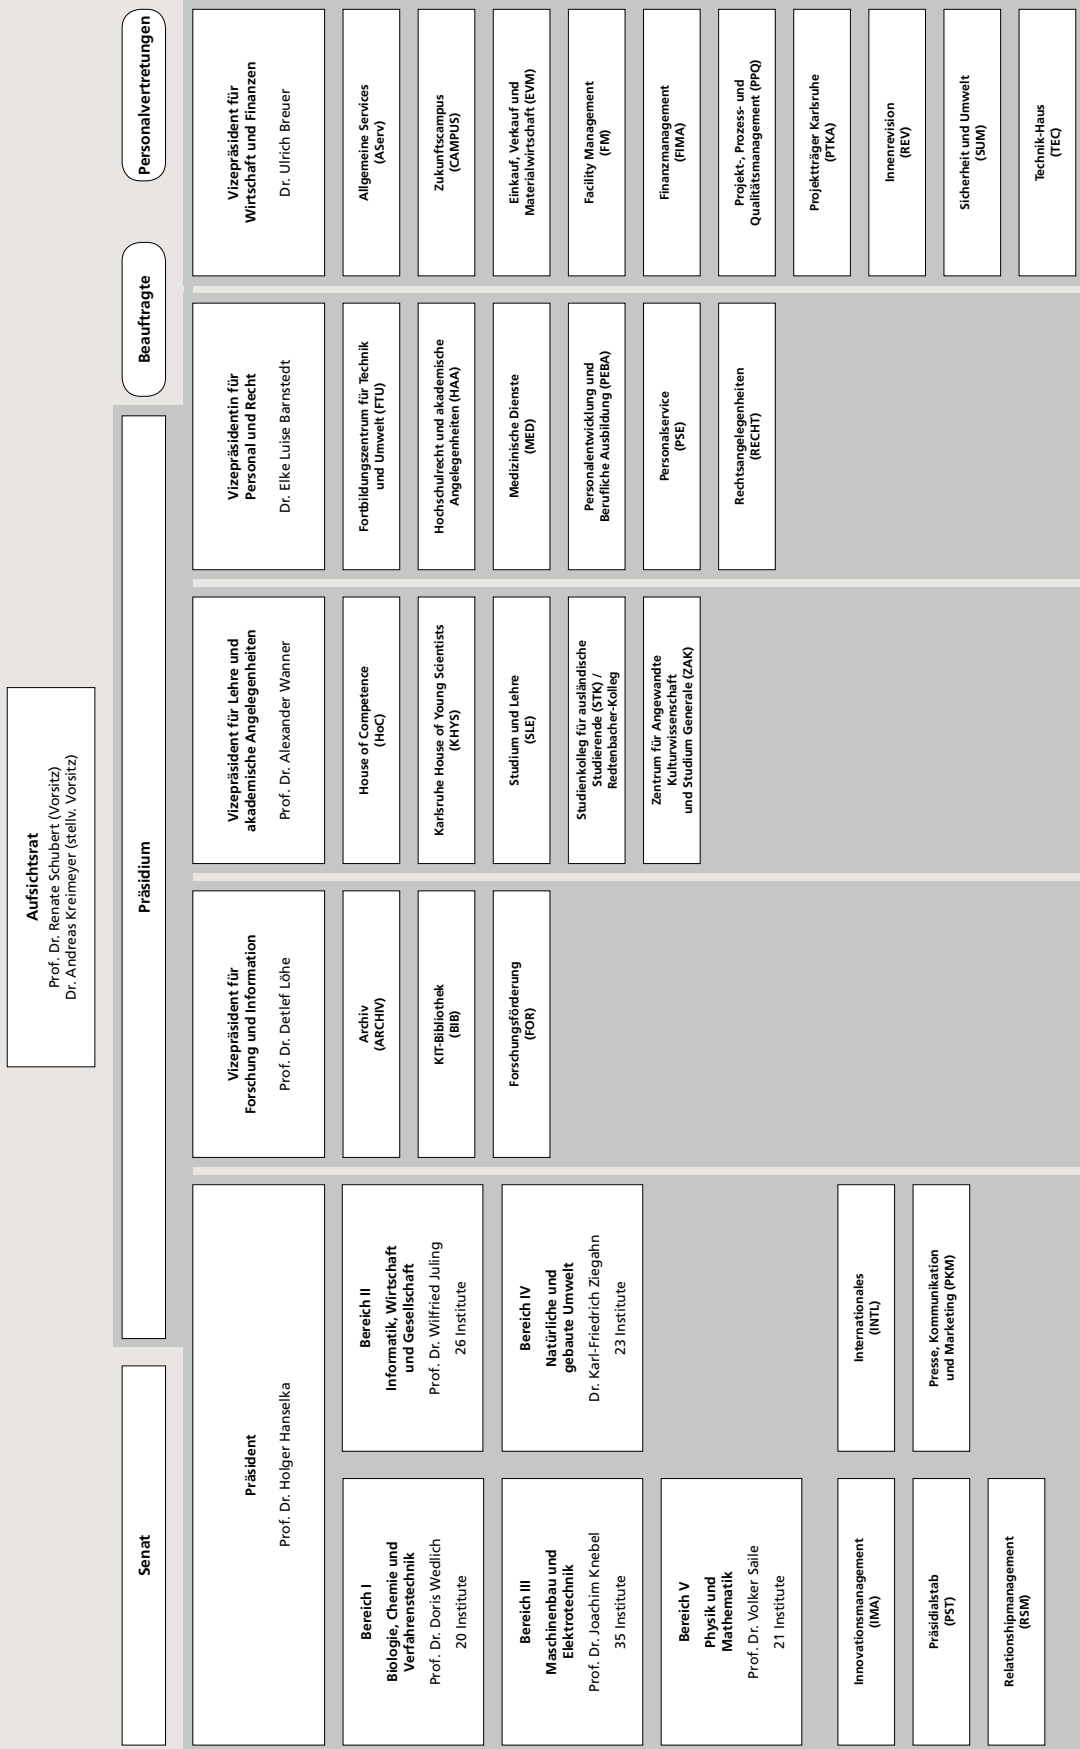 Aufsichtsrat
Prof. Dr. Renate Schubert (Vorsitz)
Dr. Andreas Kreimeyer (stellv. Vorsitz)
Senat
Präsidium
Beauftragte
Personalvertretungen
Präsident
Prof. Dr. Holger Hanselka
Bereich I
Biologie, Chemie und
Verfahrenstechnik
Prof. Dr. Doris Wedlich
20 Institute
Bereich II
Informatik, Wirtschaft
und Gesellschaft
Prof. Dr. Wilfried Juling
26 Institute
Bereich III
Maschinenbau und
Elektrotechnik
Prof. Dr. Joachim Knebel
35 Institute
Bereich IV
Natürliche und
gebaute Umwelt
Dr. Karl-Friedrich Ziegahn
23 Institute
Bereich V
Physik und
Mathematik
Prof. Dr. Volker Saile
21 Institute
Innovationsmanagement
(IMA)
Internationales
(INTL)
Präsidialstab
(PST)
Presse, Kommunikation
und Marketing (PKM)
Relationshipmanagement
(RSM)
Vizepräsident für
Forschung und Information
Prof. Dr. Detlef Löhe
Archiv
(ARCHIV)
KIT-Bibliothek
(BIB)
Forschungsförderung
(FOR)
Vizepräsident für Lehre und
akademische Angelegenheiten
Prof. Dr. Alexander Wanner
House of Competence
(HoC)
Karlsruhe House of Young Scientists
(KHYS)
Studium und Lehre
(SLE)
Studienkolleg für ausländische
Studierende (STK) /
Redtenbacher-Kolleg
Zentrum für Angewandte
Kulturwissenschaft
und Studium Generale (ZAK)
Vizepräsidentin für
Personal und Recht
Dr. Elke Luise Barnstedt
Fortbildungszentrum für Technik
und Umwelt (FTU)
Hochschulrecht und akademische
Angelegenheiten (HAA)
Medizinische Dienste
(MED)
Personalentwicklung und
Berufliche Ausbildung (PEBA)
Personalservice
(PSE)
Rechtsangelegenheiten
(RECHT)
Vizepräsident für
Wirtschaft und Finanzen
Dr. Ulrich Breuer
Allgemeine Services
(AServ)
Zukunftscampus
(CAMPUS)
Einkauf, Verkauf und
Materialwirtschaft (EVM)
Facility Management
(FM)
Finanzmanagement
(FIMA)
Projekt-, Prozess- und
Qualitätsmanagement (PPQ)
Projektträger Karlsruhe
(PTKA)
Innenrevision
(REV)
Sicherheit und Umwelt
(SUM)
Technik-Haus
(TEC)